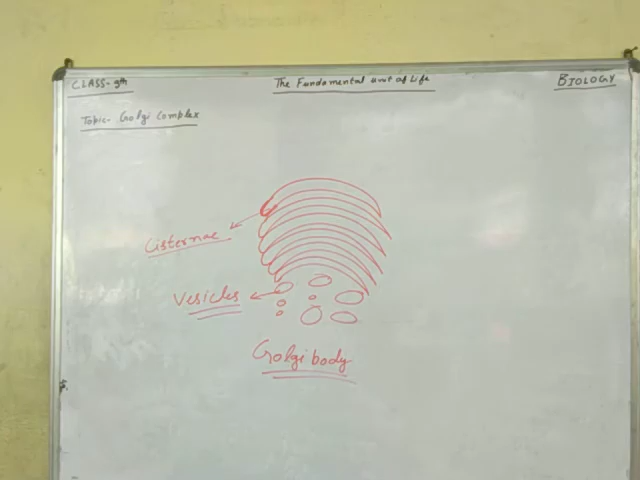 CLASS- 9th
The Fundamental unit of Life
BIOLOGY
Topic- Golgi Complex
Cisternae
Vesicles
Golgi body